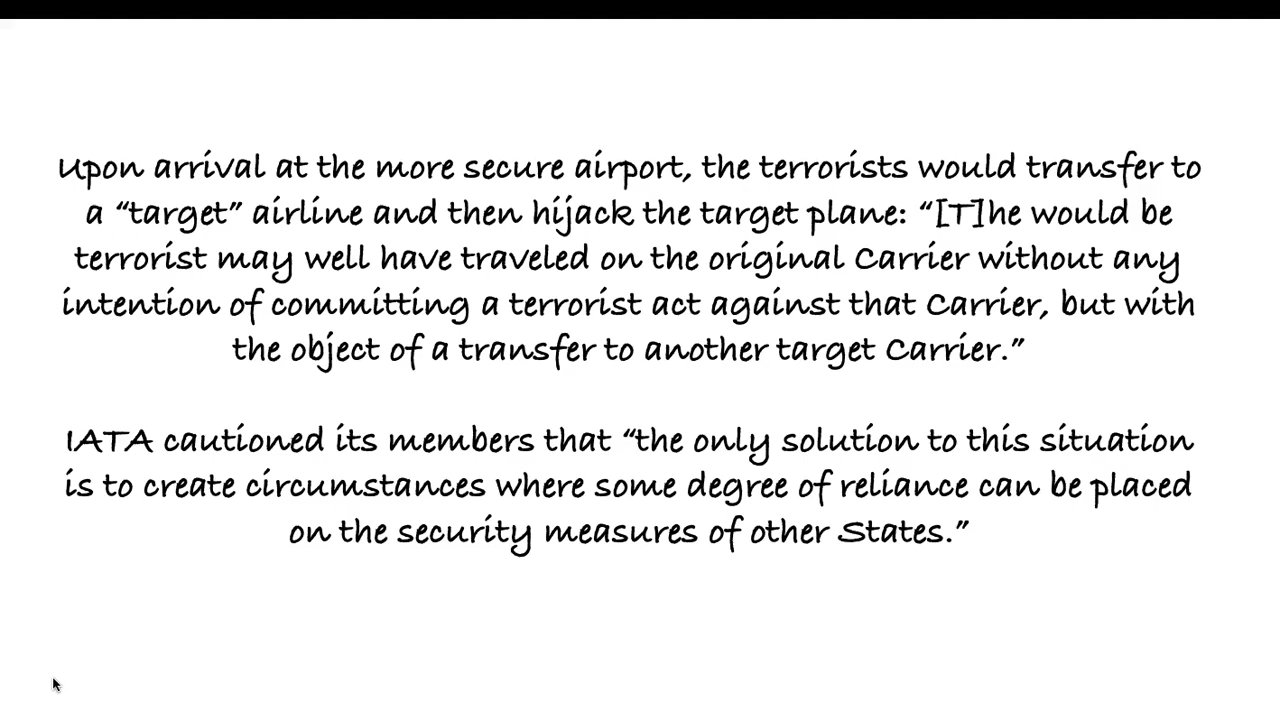 Upon arrival at the more secure airport, the terrorists would transfer to
a “target” airline and then hijack the target plane: “[T]he would be
terrorist may well have traveled on the original Carrier without any
intention of committing a terrorist act against that Carrier, but with
the object of a transfer to another target Carrier.”
IATA cautioned its members that “the only solution to this situation
is to create circumstances where some degree of reliance can be placed
on the security measures of other States.”